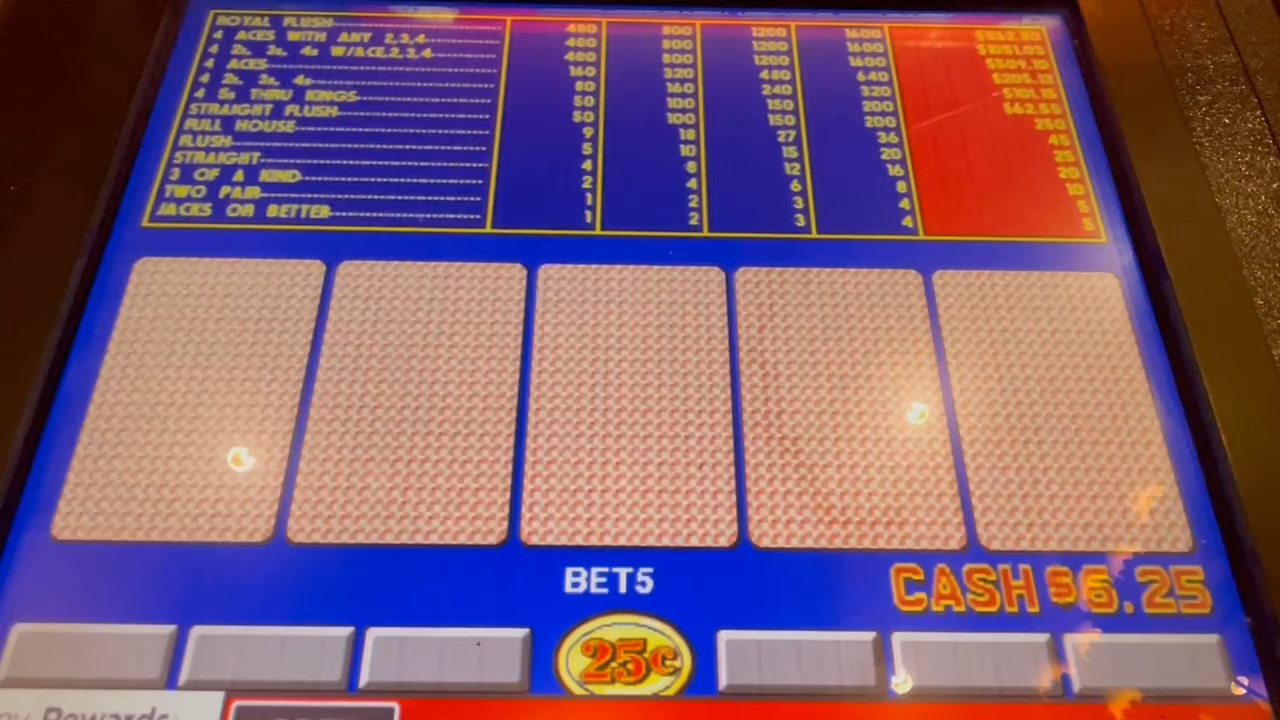 ROYAL FLUSH 400 800 1200 1600
4 ACES WITH ANY 2,3,4 400 800 1200 1600
4 2s, 3s, 4s W/ACE,2,3,4 400 800 1200 1600
4 ACES 160 320 480 640
4 2s, 3s, 4s 80 160 240 320
4 5s THRU KINGS 50 100 150 200 $62.55
STRAIGHT FLUSH 50 100 150 200 250
FULL HOUSE 9 18 27 36 45
FLUSH 5 10 15 20 25
STRAIGHT 4 8 12 16 20
3 OF A KIND 2 4 6 8 10
TWO PAIR 1 2 3 4 5
JACKS OR BETTER 1 2 3 4 5
BET5
CASH $6.25
25¢
Rewards